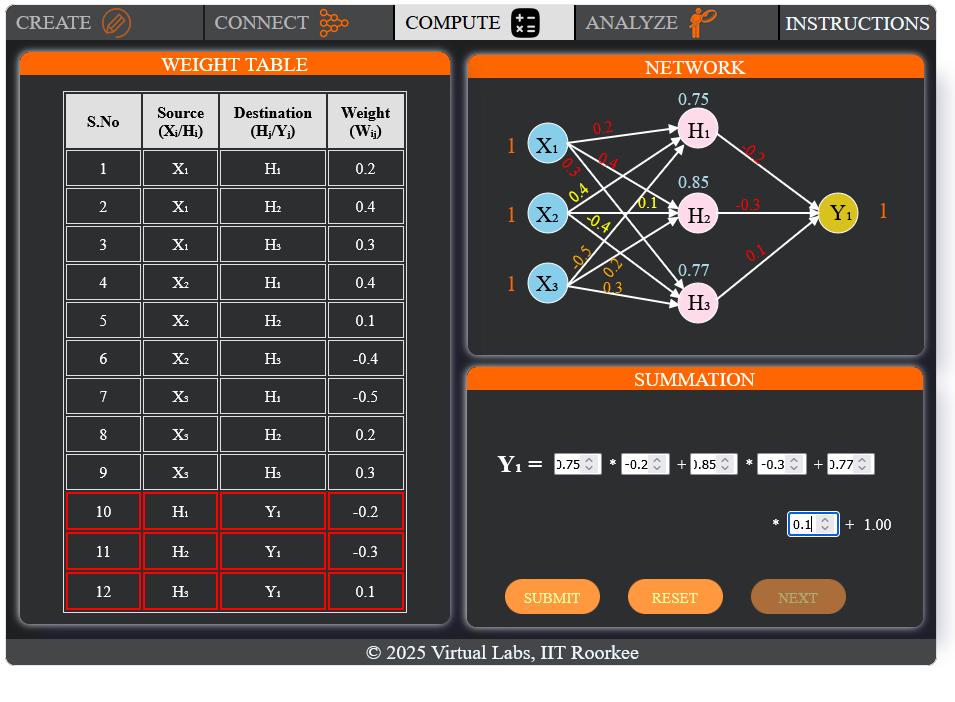 CREATE CONNECT COMPUTE ANALYZE INSTRUCTIONS
WEIGHT TABLE
S.No Source (Xᵢ/Hᵢ) Destination (Hⱼ/Yⱼ) Weight (Wᵢⱼ)
1 X₁ H₁ 0.2
2 X₁ H₂ 0.4
3 X₁ H₃ 0.3
4 X₂ H₁ 0.4
5 X₂ H₂ 0.1
6 X₂ H₃ -0.4
7 X₃ H₁ -0.5
8 X₃ H₂ 0.2
9 X₃ H₃ 0.3
10 H₁ Y₁ -0.2
11 H₂ Y₁ -0.3
12 H₃ Y₁ 0.1
NETWORK
0.75
1 X₁ 0.2 H₁
0.3 0.4 -0.2
0.85
0.4 0.1
1 X₂ H₂ -0.3 Y₁ 1
-0.4
-0.5 0.2 0.77 0.1
1 X₃ 0.3 H₃
SUMMATION
Y₁ = 0.75 * -0.2 + 0.85 * -0.3 + 0.77
* 0.1 + 1.00
SUBMIT RESET NEXT
© 2025 Virtual Labs, IIT Roorkee